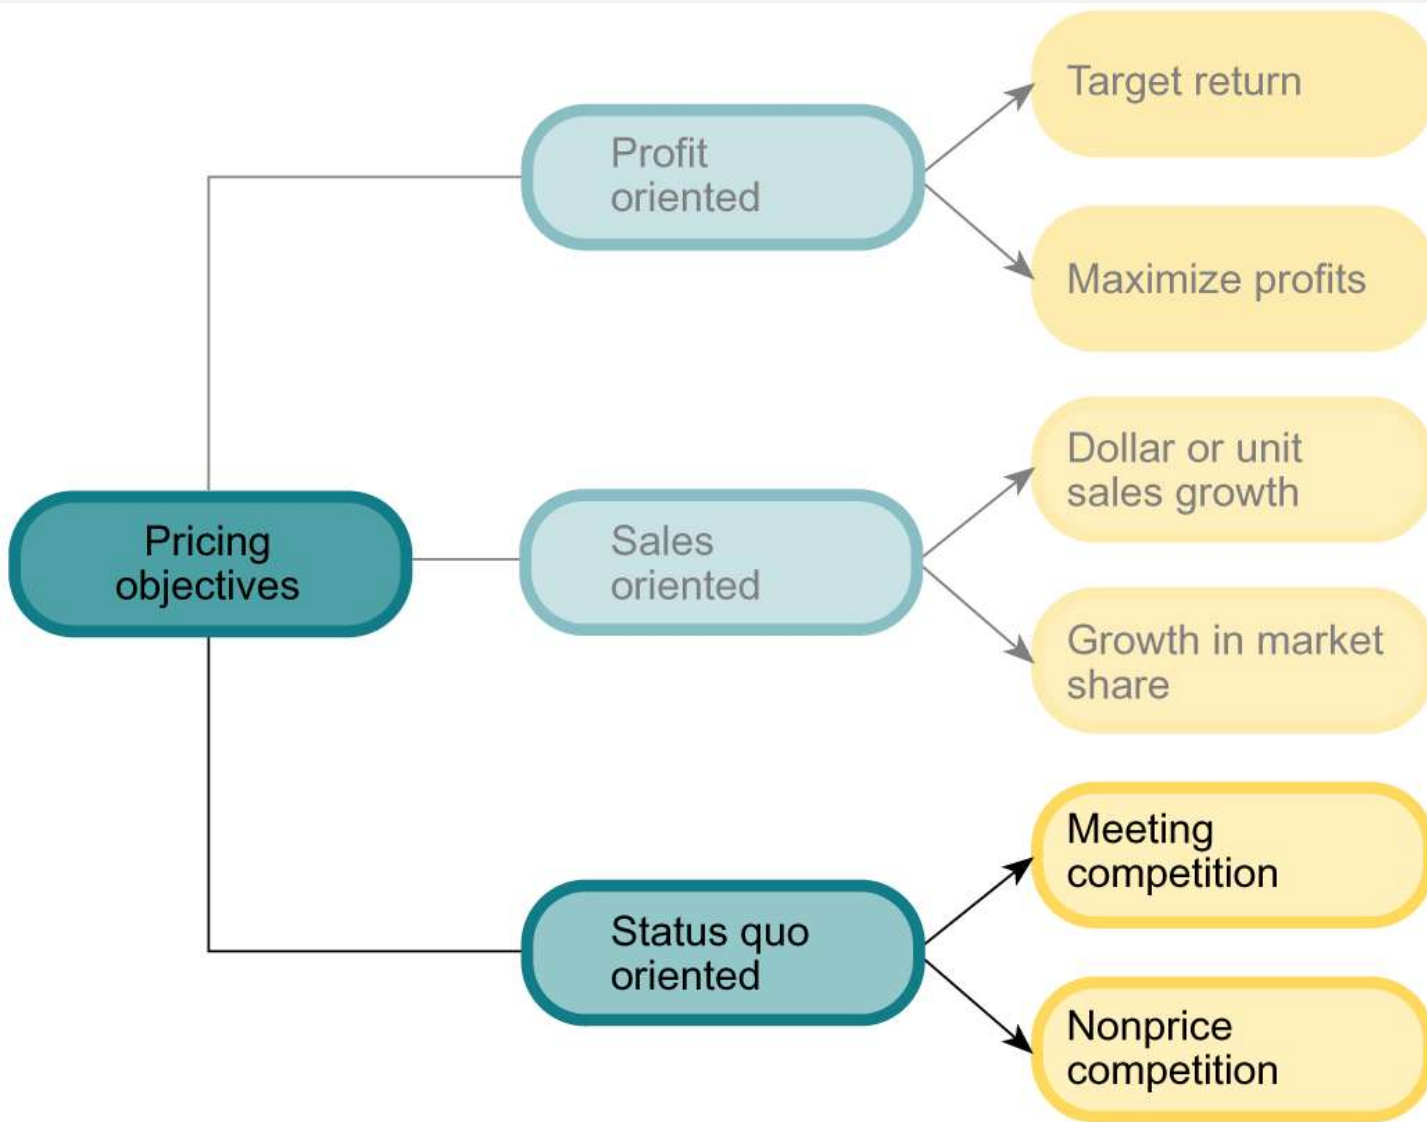 Pricing
objectives
Profit
oriented
Target return
Maximize profits
Sales
oriented
Dollar or unit
sales growth
Growth in market
share
Status quo
oriented
Meeting
competition
Nonprice
competition